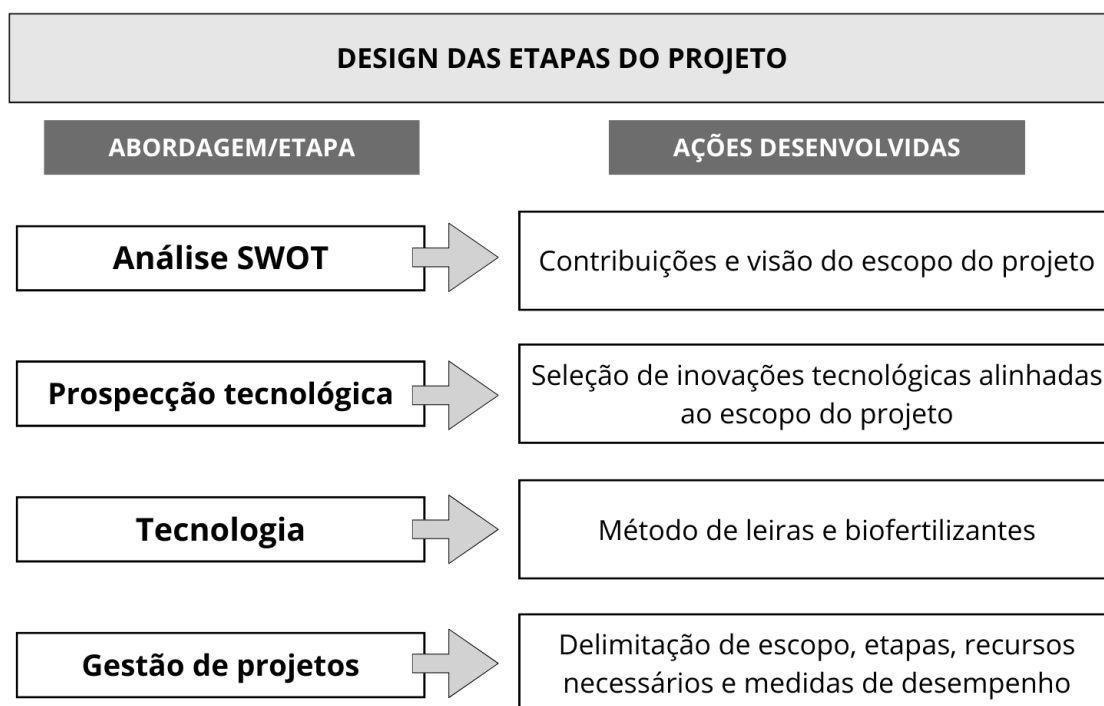 DESIGN DAS ETAPAS DO PROJETO
ABORDAGEM/ETAPA
AÇÕES DESENVOLVIDAS
Análise SWOT
Contribuições e visão do escopo do projeto
Prospecção tecnológica
Seleção de inovações tecnológicas alinhadas
ao escopo do projeto
Tecnologia
Método de leiras e biofertilizantes
Gestão de projetos
Delimitação de escopo, etapas, recursos
necessários e medidas de desempenho